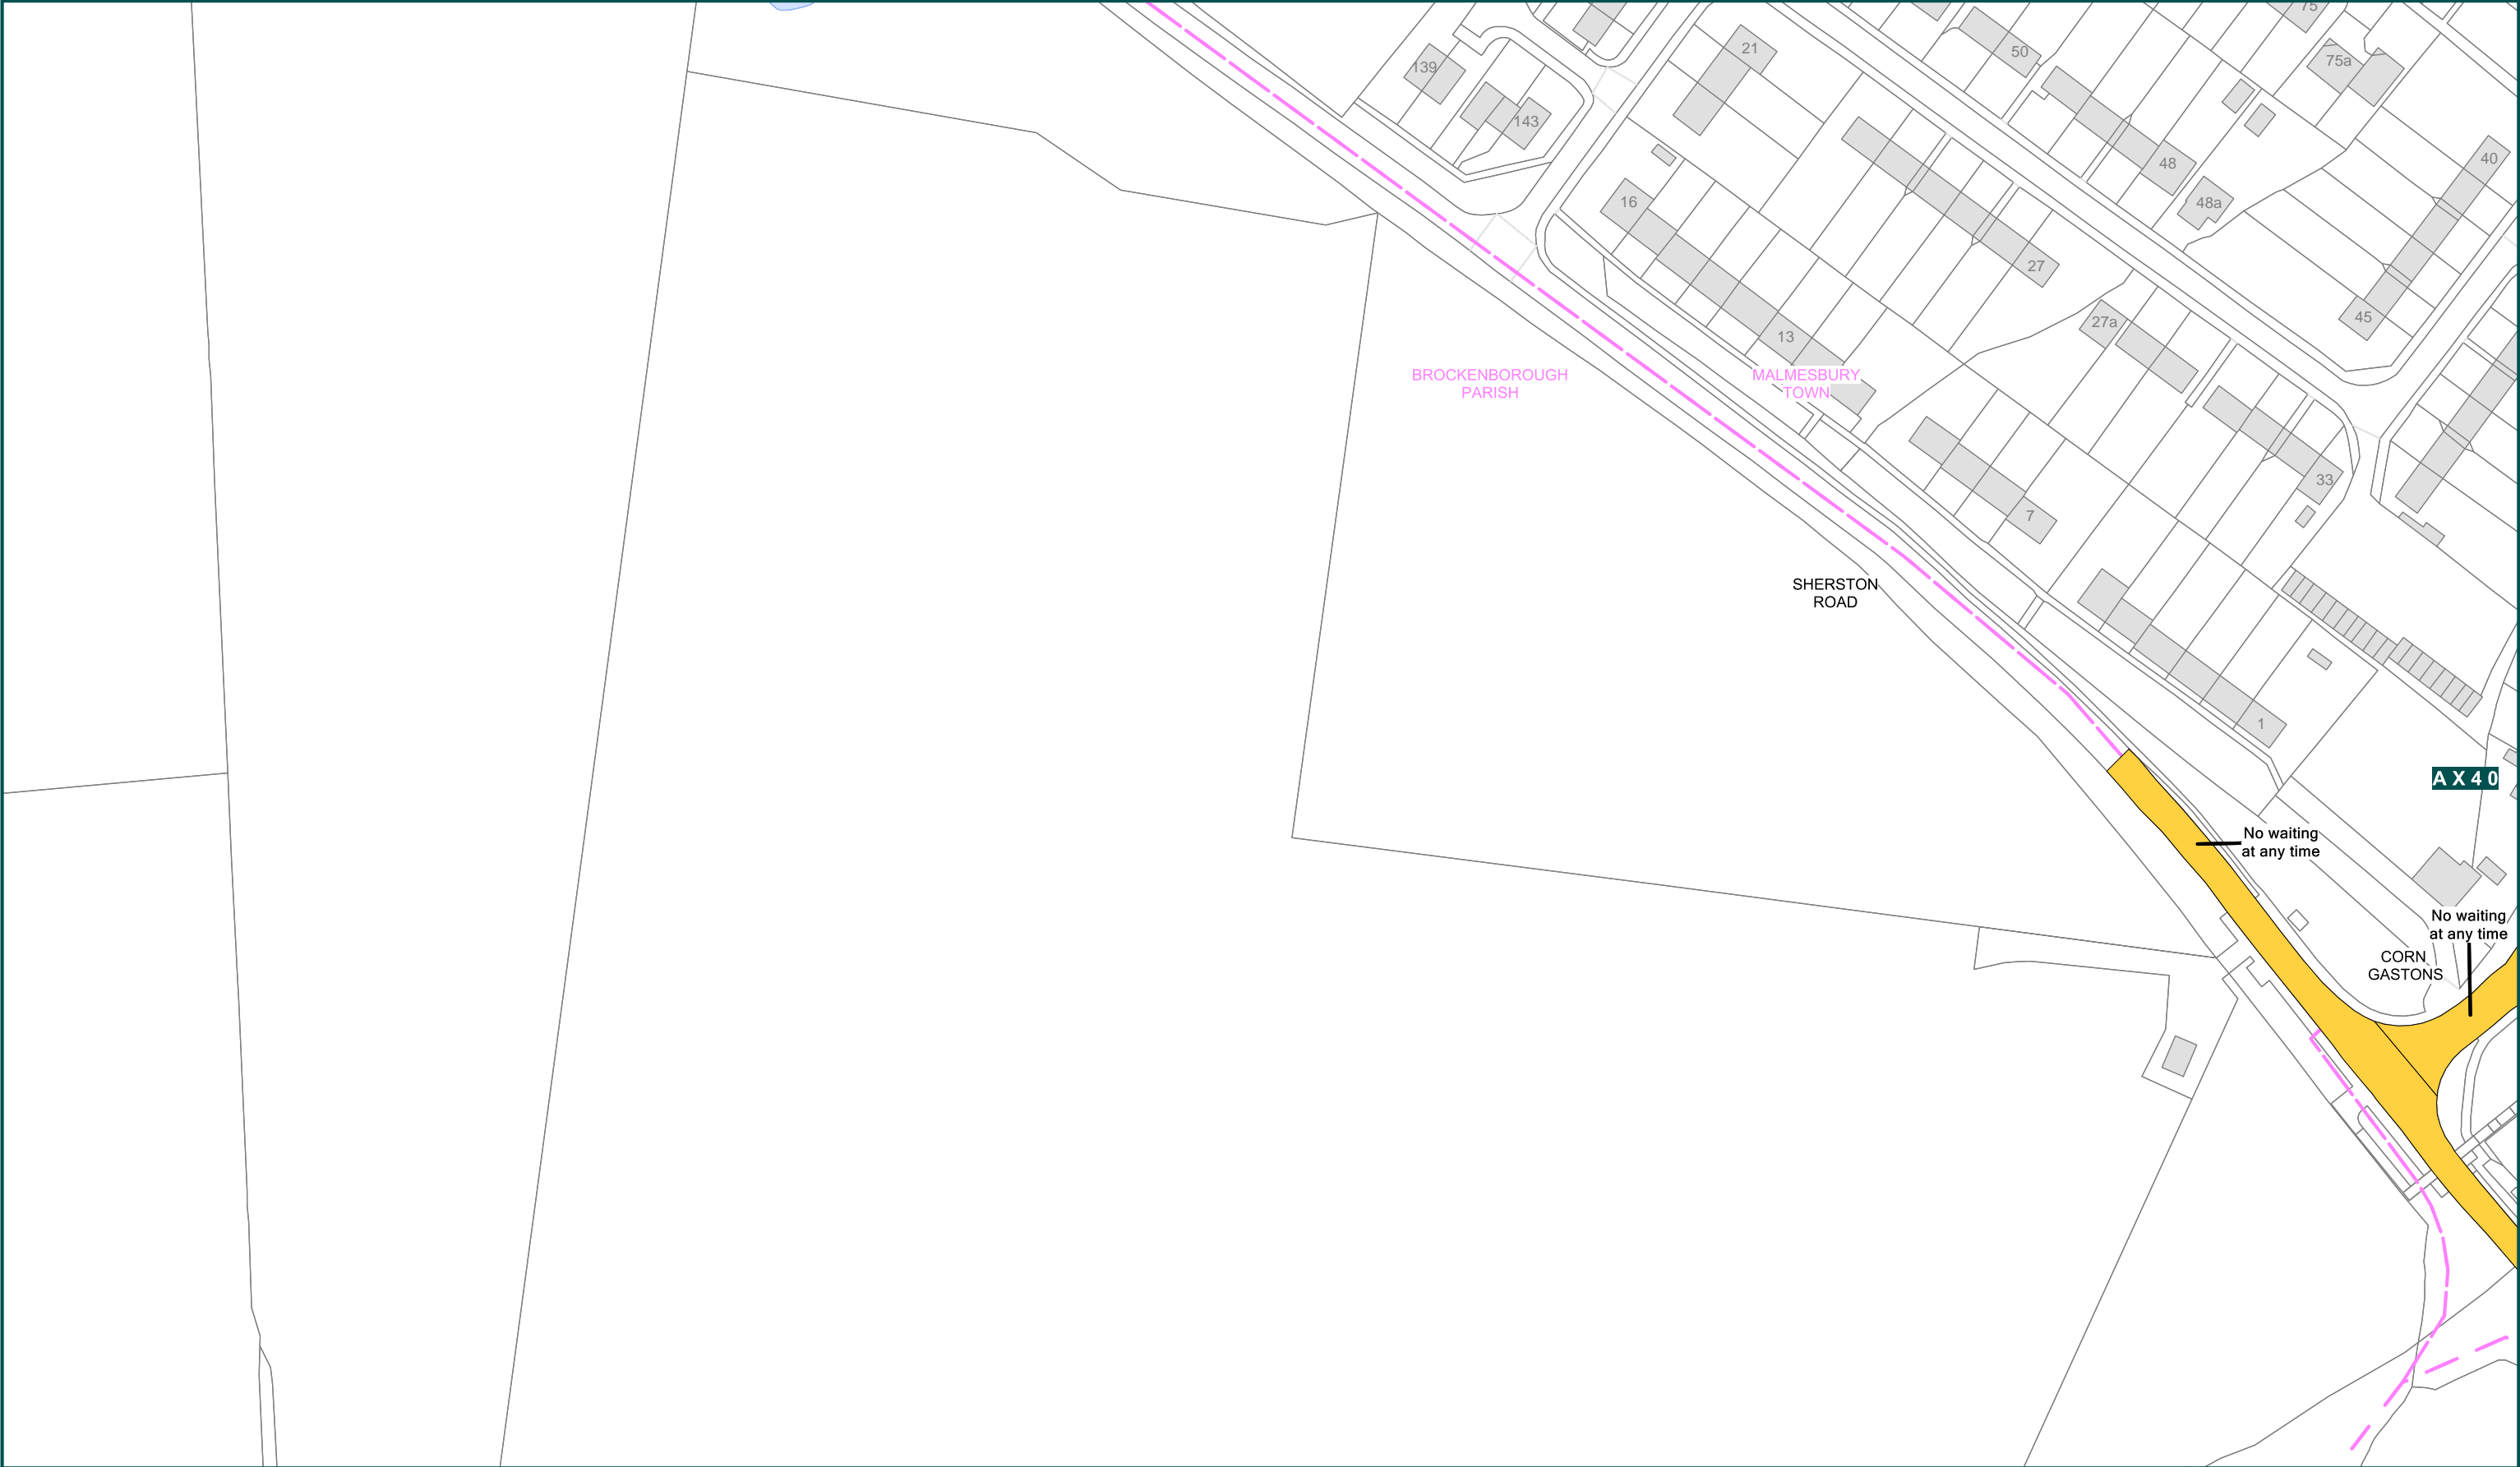 75
21
50
75a
139
143
48
40
16
48a
27
45
27a
13
BROCKENBOROUGH
PARISH
MALMESBURY
TOWN
33
7
SHERSTON
ROAD
1
AX40
No waiting
at any time
No waiting
at any time
CORN
GASTONS